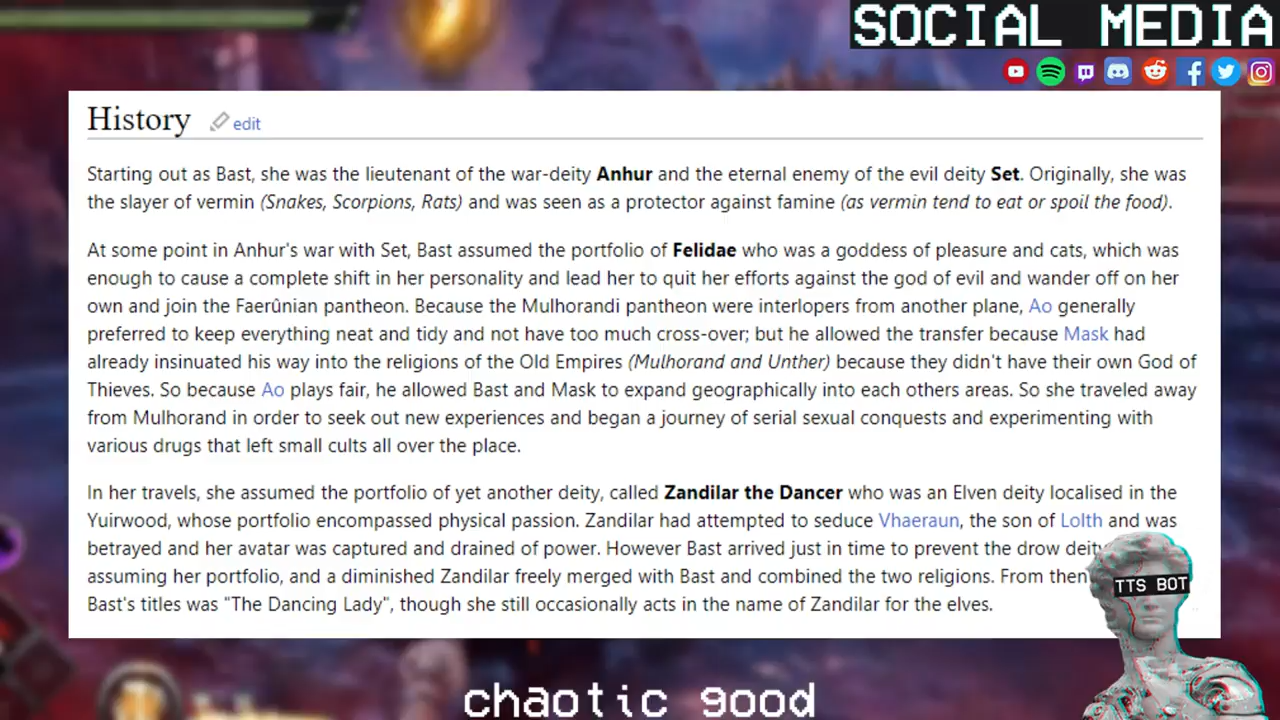 SOCIAL MEDIA
History edit
Starting out as Bast, she was the lieutenant of the war-deity Anhur and the eternal enemy of the evil deity Set. Originally, she was
the slayer of vermin (Snakes, Scorpions, Rats) and was seen as a protector against famine (as vermin tend to eat or spoil the food).
At some point in Anhur's war with Set, Bast assumed the portfolio of Felidae who was a goddess of pleasure and cats, which was
enough to cause a complete shift in her personality and lead her to quit her efforts against the god of evil and wander off on her
own and join the Faerûnian pantheon. Because the Mulhorandi pantheon were interlopers from another plane, Ao generally
preferred to keep everything neat and tidy and not have too much cross-over; but he allowed the transfer because Mask had
already insinuated his way into the religions of the Old Empires (Mulhorand and Unther) because they didn't have their own God of
Thieves. So because Ao plays fair, he allowed Bast and Mask to expand geographically into each others areas. So she traveled away
from Mulhorand in order to seek out new experiences and began a journey of serial sexual conquests and experimenting with
various drugs that left small cults all over the place.
In her travels, she assumed the portfolio of yet another deity, called Zandilar the Dancer who was an Elven deity localised in the
Yuirwood, whose portfolio encompassed physical passion. Zandilar had attempted to seduce Vhaeraun, the son of Lolth and was
betrayed and her avatar was captured and drained of power. However Bast arrived just in time to prevent the drow deity
assuming her portfolio, and a diminished Zandilar freely merged with Bast and combined the two religions. From then
Bast's titles was "The Dancing Lady", though she still occasionally acts in the name of Zandilar for the elves.
TTS BOT
chaotic good